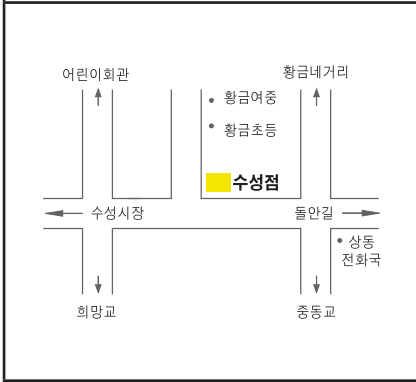 어린이회관
황금네거리
황금여중
황금초등
수성점
수성시장
돌안길
상동
전화국
희망교
중동교